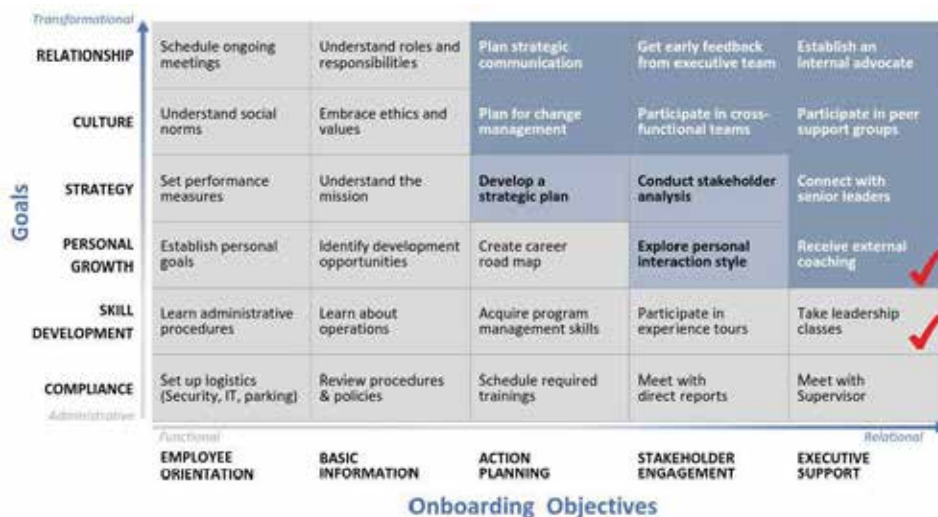 Transformational
RELATIONSHIP
Schedule ongoing
meetings
Understand roles and
responsibilities
Plan strategic
communication
Get early feedback
from executive team
Establish an
internal advocate
CULTURE
Understand social
norms
Embrace ethics and
values
Plan for change
management
Participate in cross-
functional teams
Participate in peer
support groups
STRATEGY
Set performance
measures
Understand the
mission
Develop a
strategic plan
Conduct stakeholder
analysis
Connect with
senior leaders
Goals
PERSONAL
GROWTH
Establish personal
goals
Identify development
opportunities
Create career
road map
Explore personal
interaction style
Receive external
coaching
SKILL
DEVELOPMENT
Learn administrative
procedures
Learn about
operations
Acquire program
management skills
Participate in
experience tours
Take leadership
classes
COMPLIANCE
Set up logistics
(Security, IT, parking)
Review procedures
& policies
Schedule required
trainings
Meet with
direct reports
Meet with
Supervisor
Administrative
Functional
Relational
EMPLOYEE
ORIENTATION
BASIC
INFORMATION
ACTION
PLANNING
STAKEHOLDER
ENGAGEMENT
EXECUTIVE
SUPPORT
Onboarding Objectives